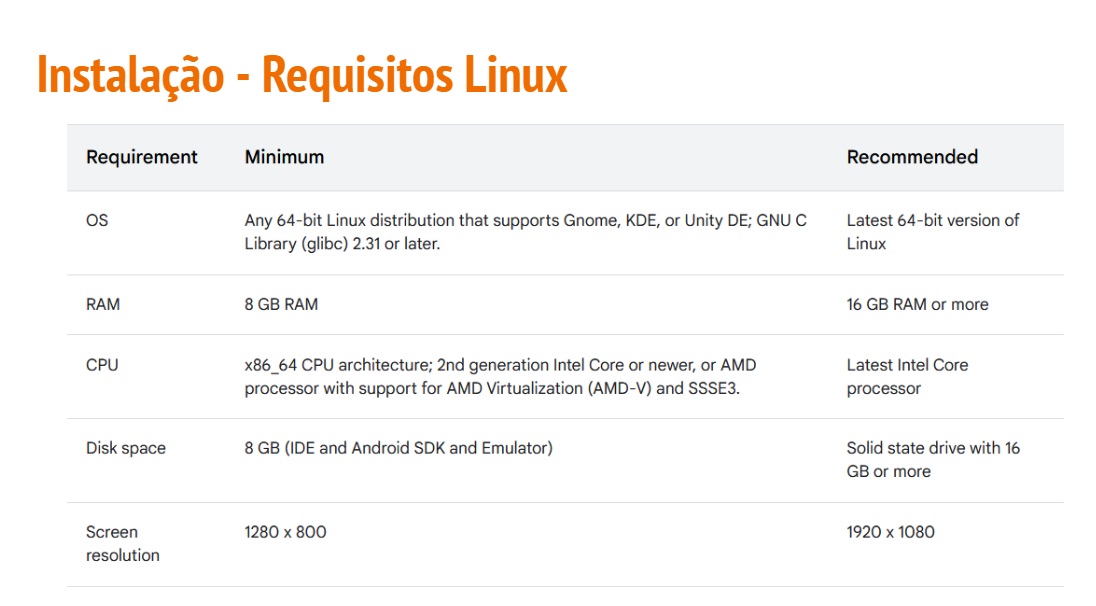 Instalação - Requisitos Linux
Requirement Minimum Recommended
OS Any 64-bit Linux distribution that supports Gnome, KDE, or Unity DE; GNU C Latest 64-bit version of
Library (glibc) 2.31 or later. Linux
RAM 8 GB RAM 16 GB RAM or more
CPU x86_64 CPU architecture; 2nd generation Intel Core or newer, or AMD Latest Intel Core
processor with support for AMD Virtualization (AMD-V) and SSSE3. processor
Disk space 8 GB (IDE and Android SDK and Emulator) Solid state drive with 16
GB or more
Screen 1280 x 800 1920 x 1080
resolution